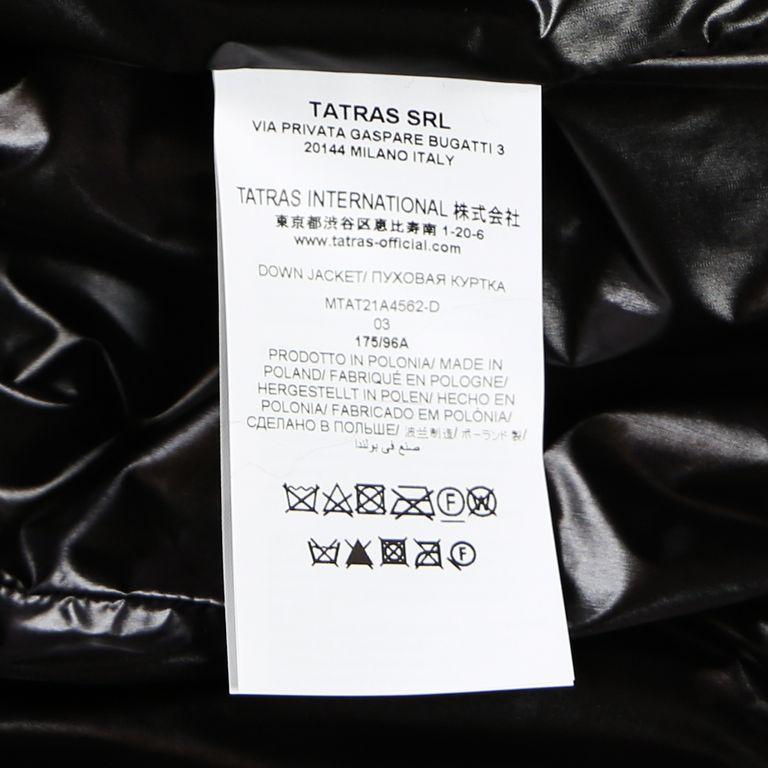 TATRAS SRL
VIA PRIVATA GASPARE BUGATTI 3
20144 MILANO ITALY
TATRAS INTERNATIONAL 株式会社
東京都渋谷区恵比寿南 1-20-6
www.tatras-official.com
DOWN JACKET/ ПУХОВАЯ КУРТКА
MTAT21A4562-D
03
175/96A
PRODOTTO IN POLONIA/ MADE IN
POLAND/ FABRIQUÉ EN POLOGNE/
HERGESTELLT IN POLEN/ HECHO EN
POLONIA/ FABRICADO EM POLÓNIA/
СДЕЛАНО В ПОЛЬШЕ/ 波兰制造/ ポーランド製/
صنع في بولندا
F W
F